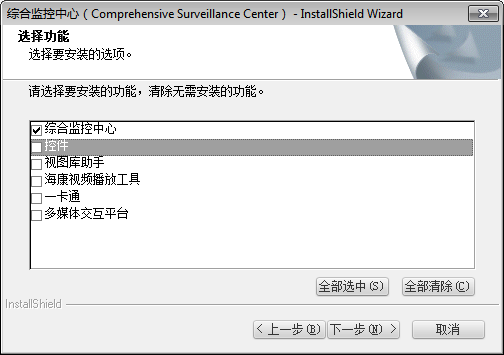 综合监控中心（Comprehensive Surveillance Center）- InstallShield Wizard
选择功能
选择要安装的选项。
请选择要安装的功能，清除无需安装的功能。
综合监控中心
控件
视图库助手
海康视频播放工具
一卡通
多媒体交互平台
全部选中(S) 全部清除(C)
InstallShield
< 上一步(B) 下一步(N) > 取消